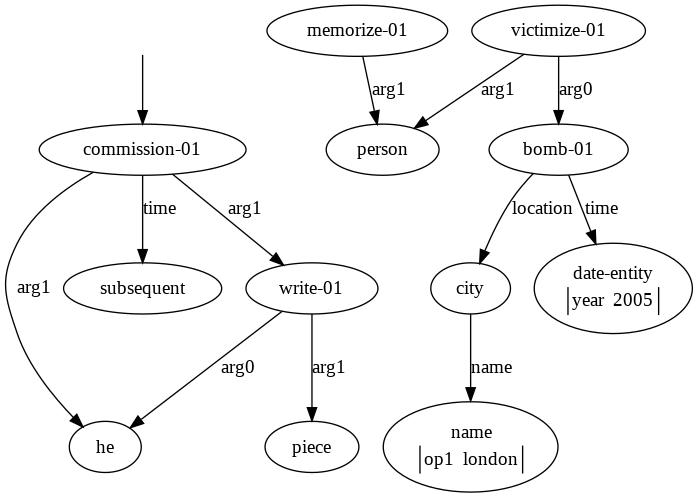 memorize-01 victimize-01
arg1 arg1 arg0
commission-01 person bomb-01
arg1 time arg1 location time
subsequent write-01 city date-entity
year 2005
arg0 arg1 name
he piece name
op1 london